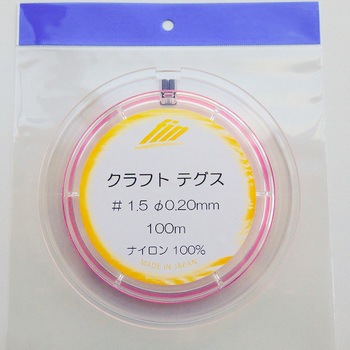 クラフト テグス
# 1.5 φ0.20mm
100m
ナイロン 100%
MADE IN JAPAN